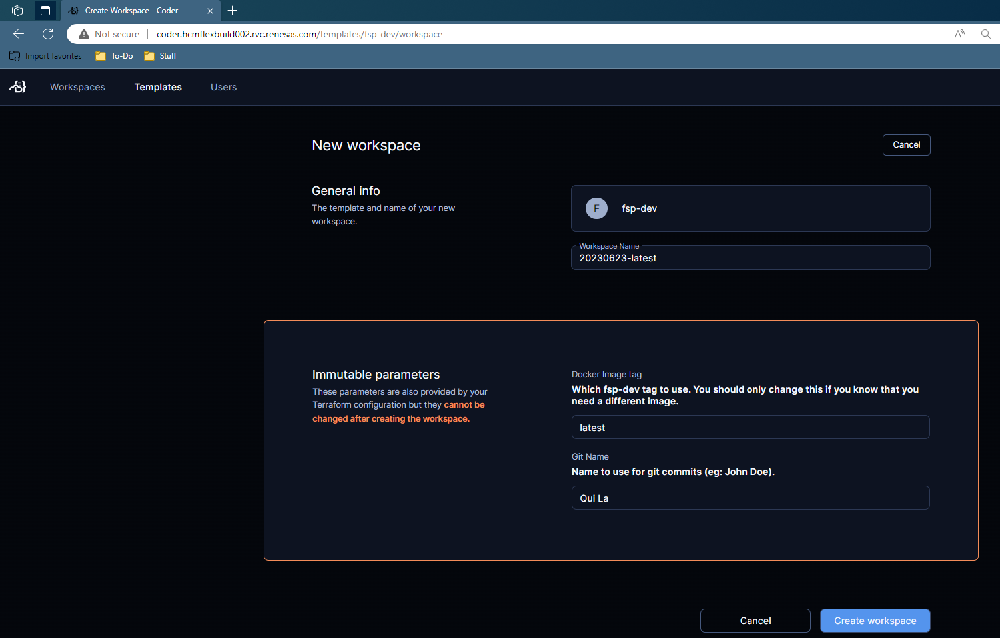 Create Workspace - Coder
Not secure
coder.hcmflexbuild002.rvc.renesas.com/templates/fsp-dev/workspace
Import favorites
To-Do
Stuff
Workspaces
Templates
Users
New workspace
Cancel
General info
The template and name of your new
workspace.
F
fsp-dev
Workspace Name
20230623-latest
Immutable parameters
These parameters are also provided by your
Terraform configuration but they cannot be
changed after creating the workspace.
Docker Image tag
Which fsp-dev tag to use. You should only change this if you know that you
need a different image.
latest
Git Name
Name to use for git commits (eg: John Doe).
Qui La
Cancel
Create workspace